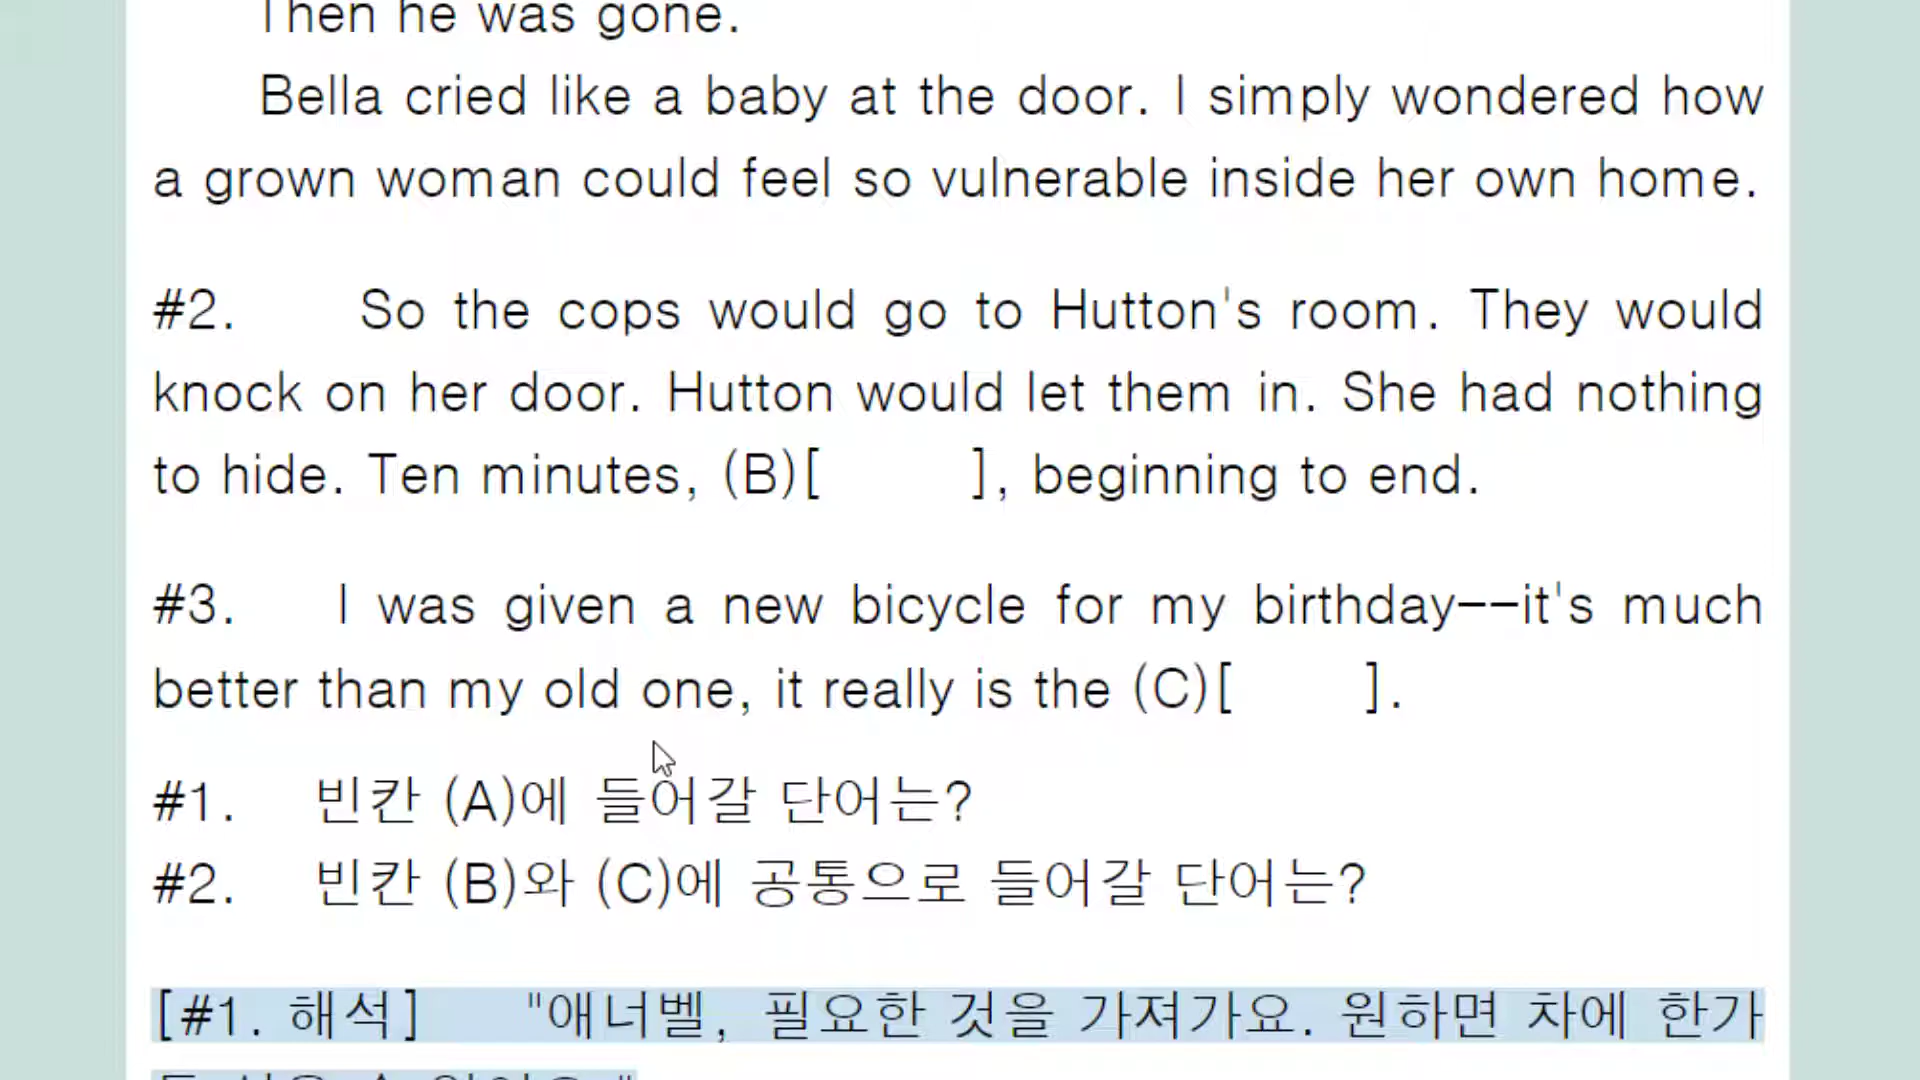 Then he was gone.
Bella cried like a baby at the door. I simply wondered how
a grown woman could feel so vulnerable inside her own home.
#2. So the cops would go to Hutton's room. They would
knock on her door. Hutton would let them in. She had nothing
to hide. Ten minutes, (B)[ ], beginning to end.
#3. I was given a new bicycle for my birthday--it's much
better than my old one, it really is the (C)[ ].
#1. 빈칸 (A)에 들어갈 단어는?
#2. 빈칸 (B)와 (C)에 공통으로 들어갈 단어는?
[#1. 해석] "애너벨, 필요한 것을 가져가요. 원하면 차에 한가